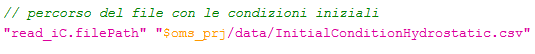 // percorso del file con le condizioni iniziali
"read_iC.filePath" "$oms_prj/data/InitialConditionHydrostatic.csv"